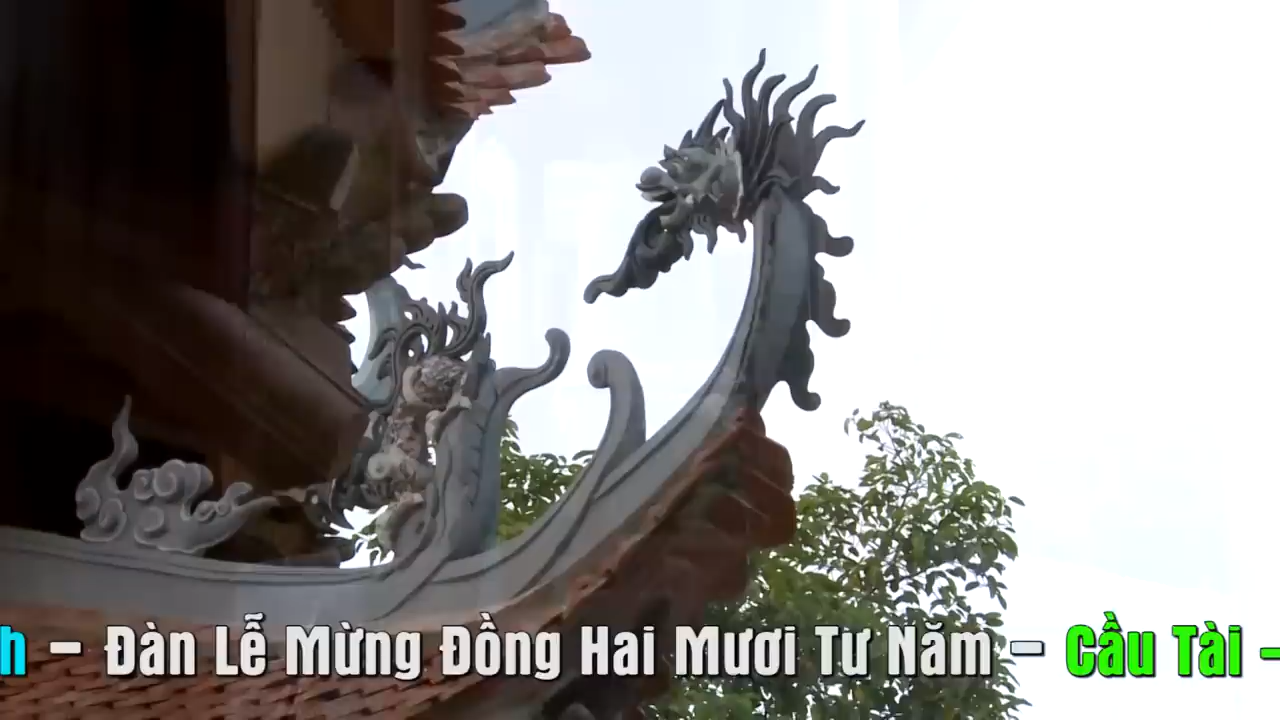 h – Đàn Lễ Mừng Đồng Hai Mươi Tư Năm – Cầu Tài –